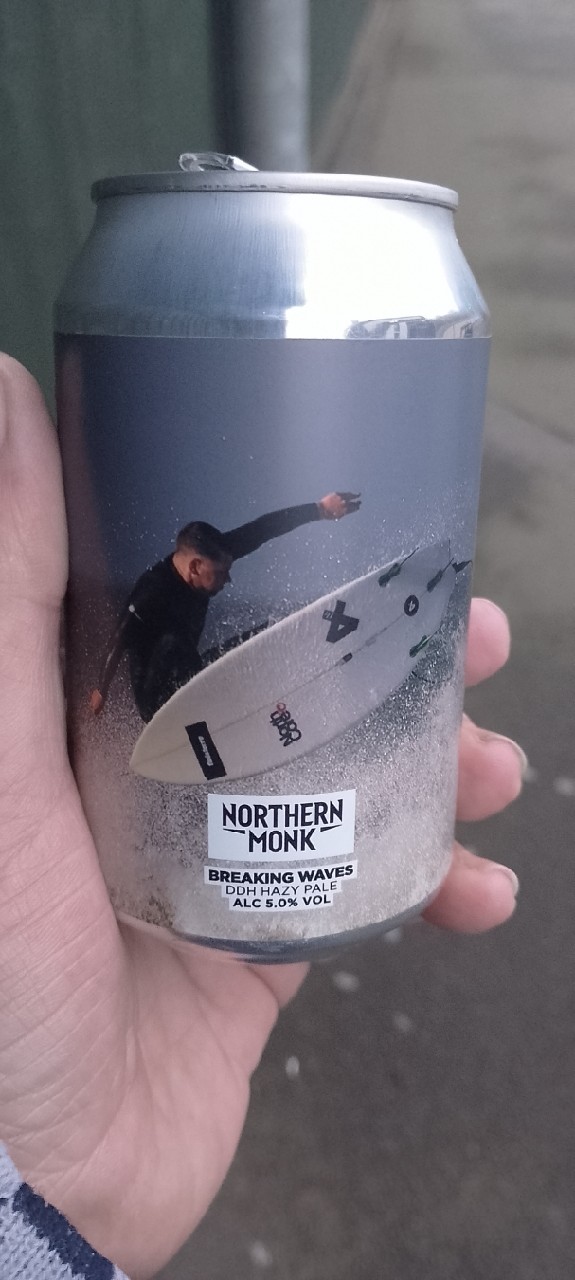 NORTHERN
MONK
BREAKING WAVES
DDH HAZY PALE
ALC 5.0% VOL